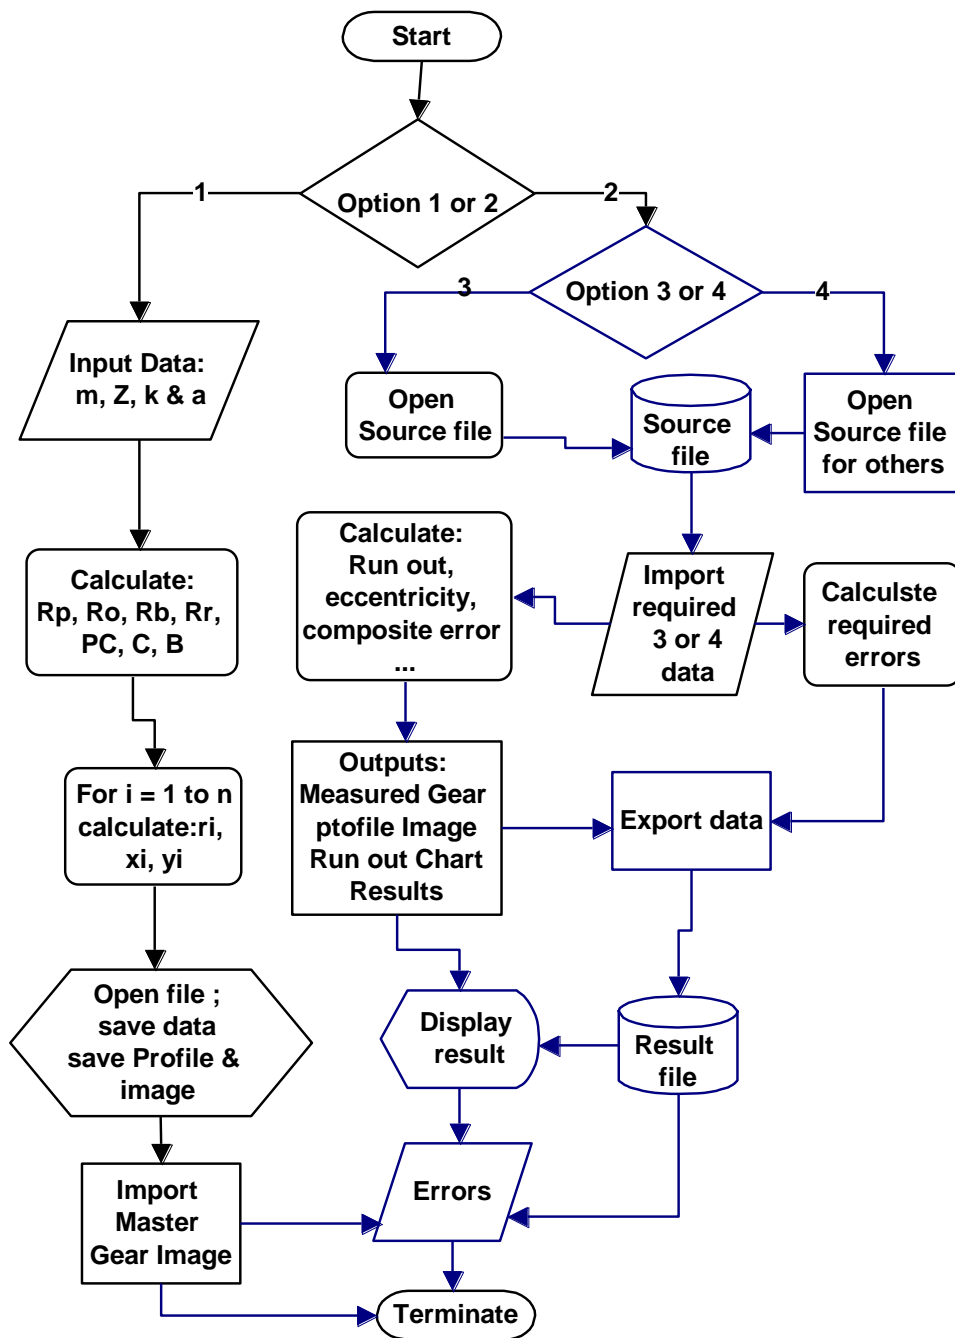 Start
Option 1 or 2
1
2
Option 3 or 4
3
4
Input Data:
m, Z, k & a
Open
Source file
Source
file
Open
Source file
for others
Calculate:
Rp, Ro, Rb, Rr,
PC, C, B
Calculate:
Run out,
eccentricity,
composite error
...
Import
required
3 or 4
data
Calculste
required
errors
For i = 1 to n
calculate:ri,
xi, yi
Outputs:
Measured Gear
ptofile Image
Run out Chart
Results
Export data
Open file ;
save data
save Profile &
image
Display
result
Result
file
Import
Master
Gear Image
Errors
Terminate